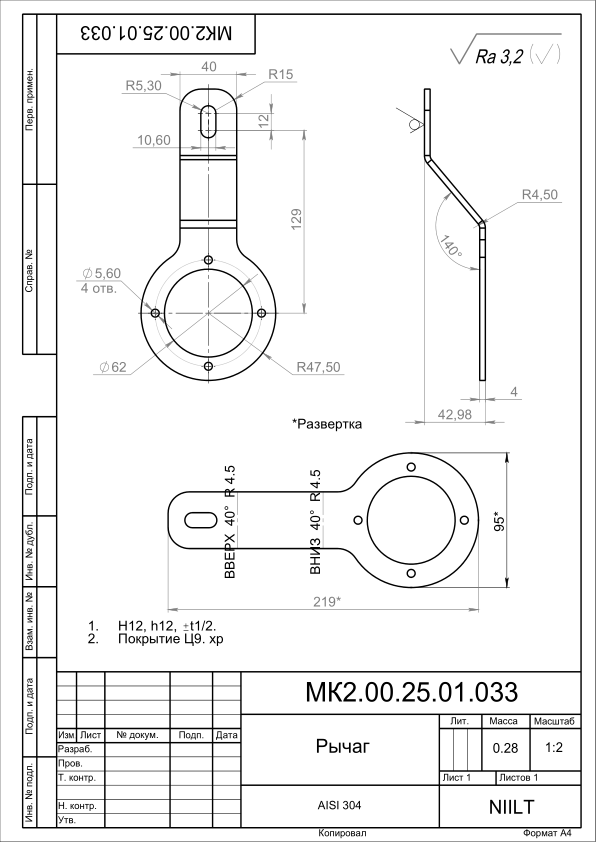 МК2.00.25.01.033
Ra 3,2 (√)
40
R15
R5,30
12
10,60
129
∅5,60
4 отв.
∅62
R47,50
R4,50
140°
4
42,98
*Развертка
ВВЕРХ 40° R 4.5
ВНИЗ 40° R 4.5
95*
219*
1. H12, h12, ±t1/2.
2. Покрытие Ц9. хр
Перв. примен.
Справ. №
Подп. и дата
Инв. № дубл.
Взам. инв. №
Подп. и дата
Инв. № подл.
МК2.00.25.01.033
Изм Лист № докум. Подп. Дата
Разраб.
Пров.
Т. контр.
Н. контр.
Утв.
Рычаг
Лит. Масса Масштаб
0.28 1:2
Лист 1 Листов 1
AISI 304
NIILT
Копировал Формат А4